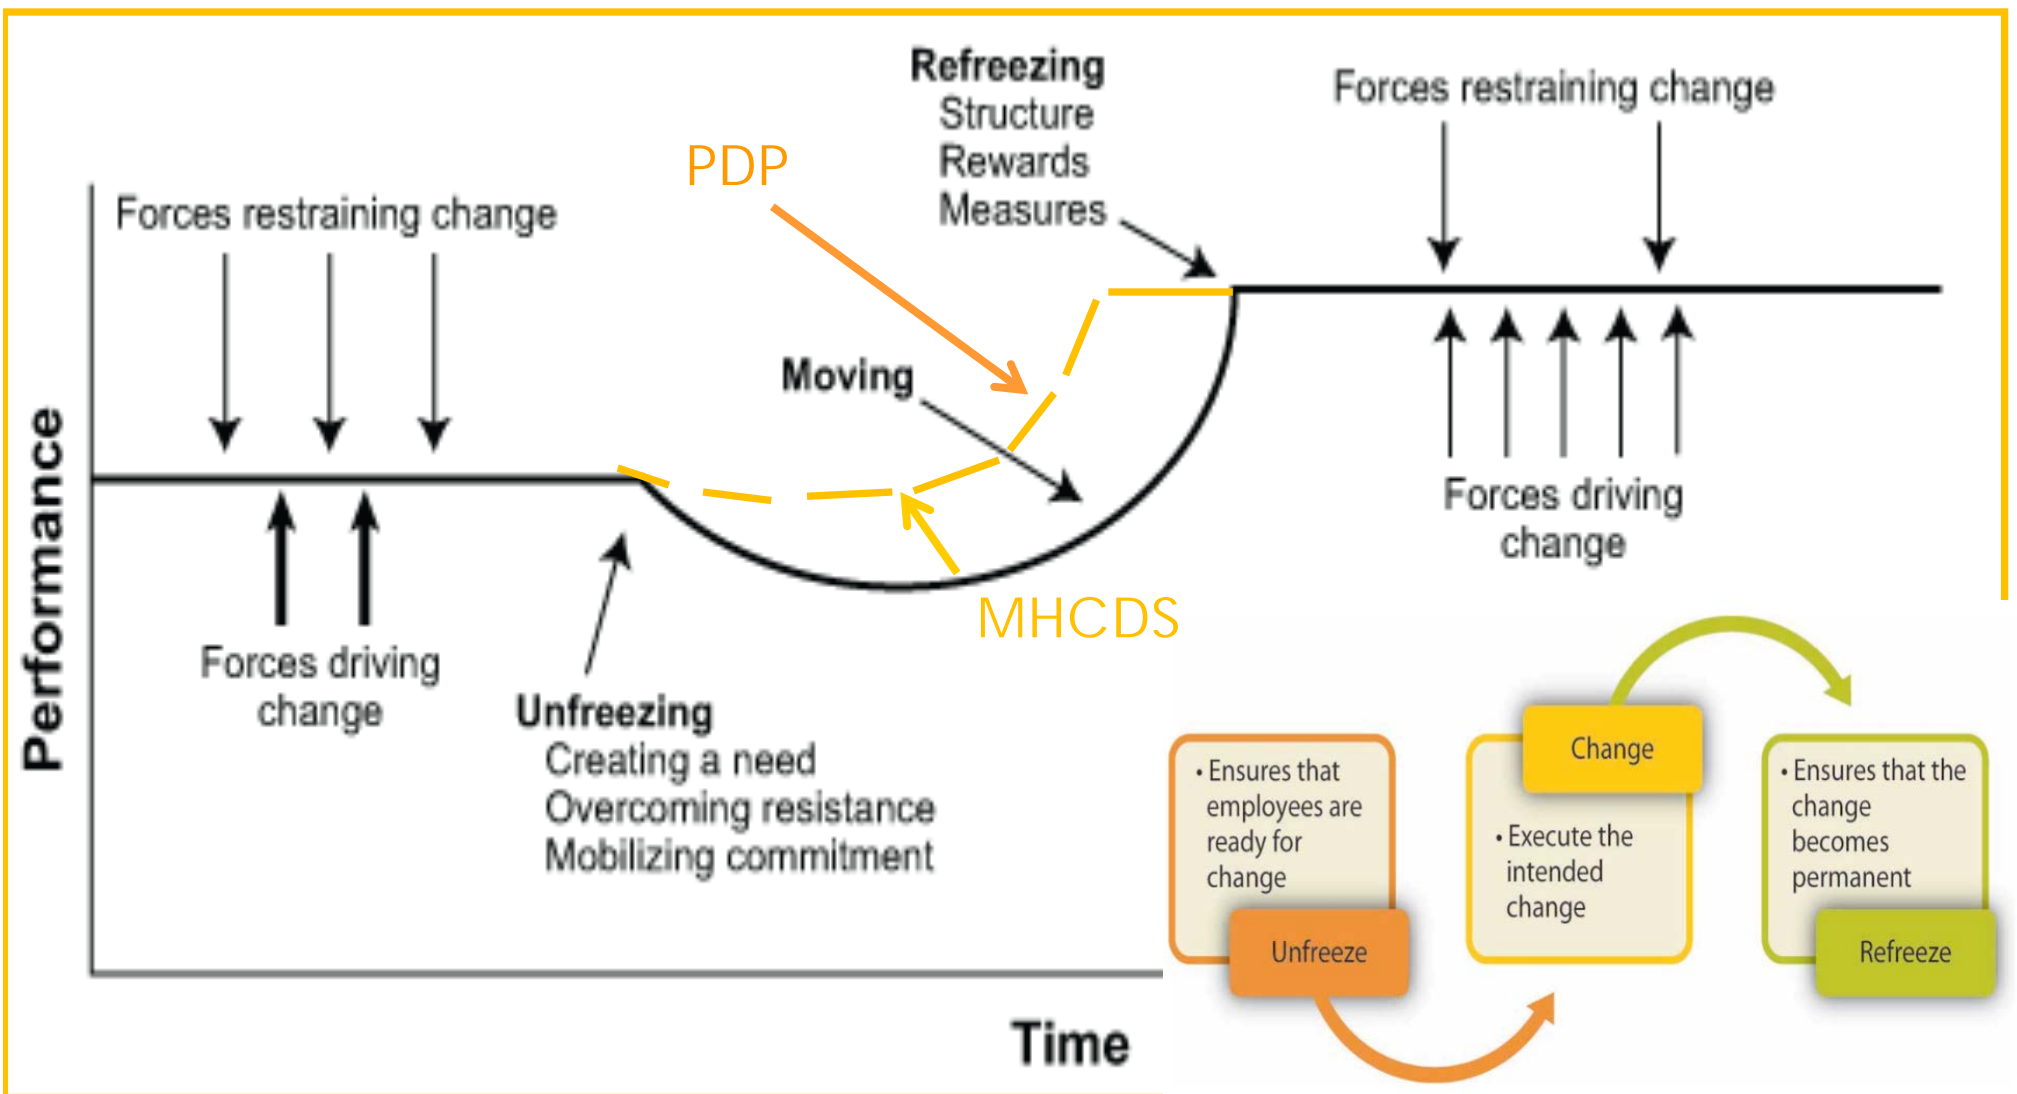 Refreezing
Structure
Rewards
Measures
Forces restraining change
PDP
Forces restraining change
Moving
Performance
Forces driving
change
Forces driving
change
MHCDS
Unfreezing
Creating a need
Overcoming resistance
Mobilizing commitment
• Ensures that
employees are
ready for
change
Unfreeze
Change
• Execute the
intended
change
• Ensures that the
change
becomes
permanent
Refreeze
Time